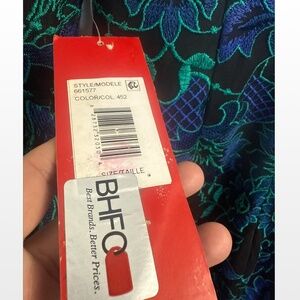 STYLE/MODELE
661577
COLOR/COL. 452
SIZE/TAILLE
BHFO
Best Brands. Better Prices.